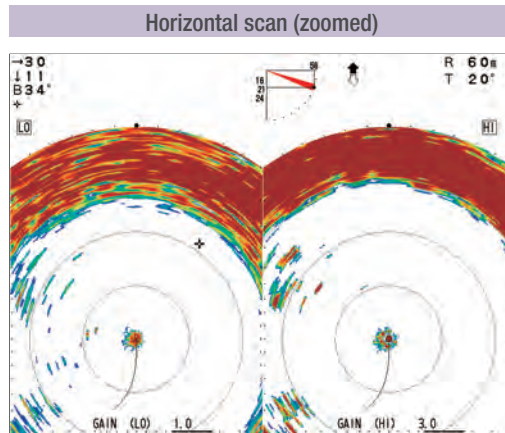 Horizontal scan (zoomed)
→30
↓11
B34°
LO
56
16
21
24
R 60m
T 20°
HI
GAIN (LO) 1.0
GAIN (HI) 3.0